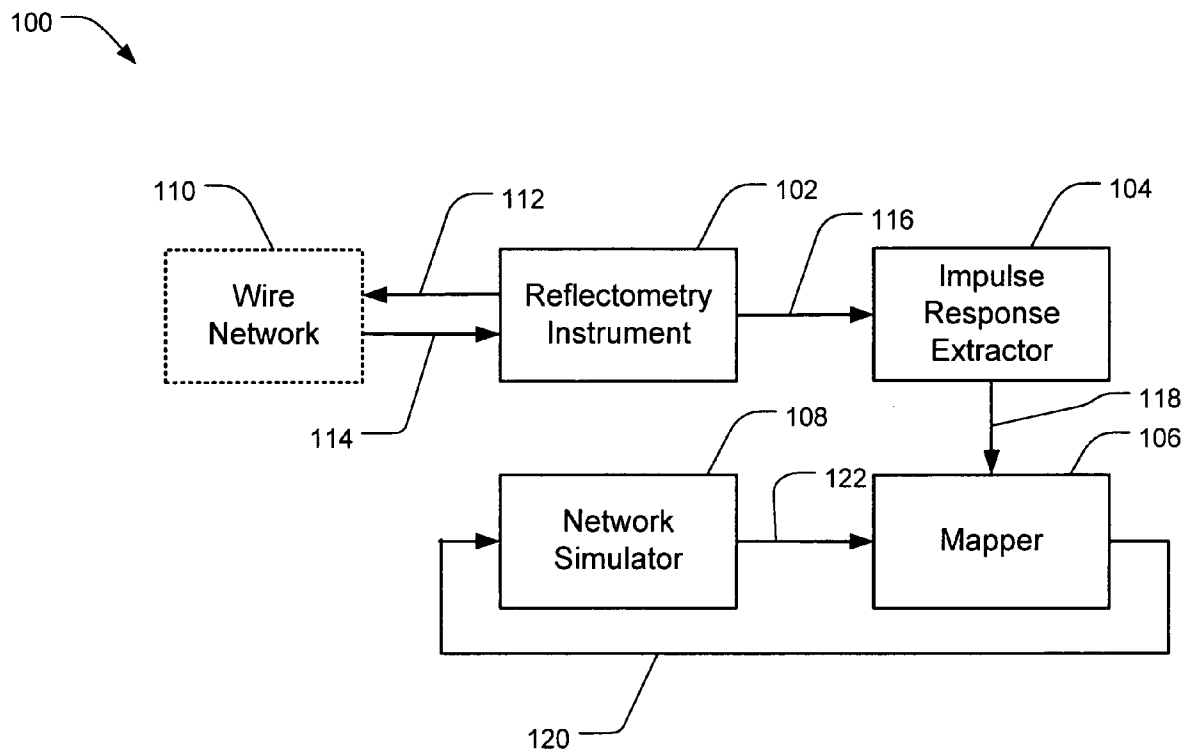 100
110
112
102
116
104
Wire
Network
Reflectometry
Instrument
Impulse
Response
Extractor
114
118
108
122
106
Network
Simulator
Mapper
120